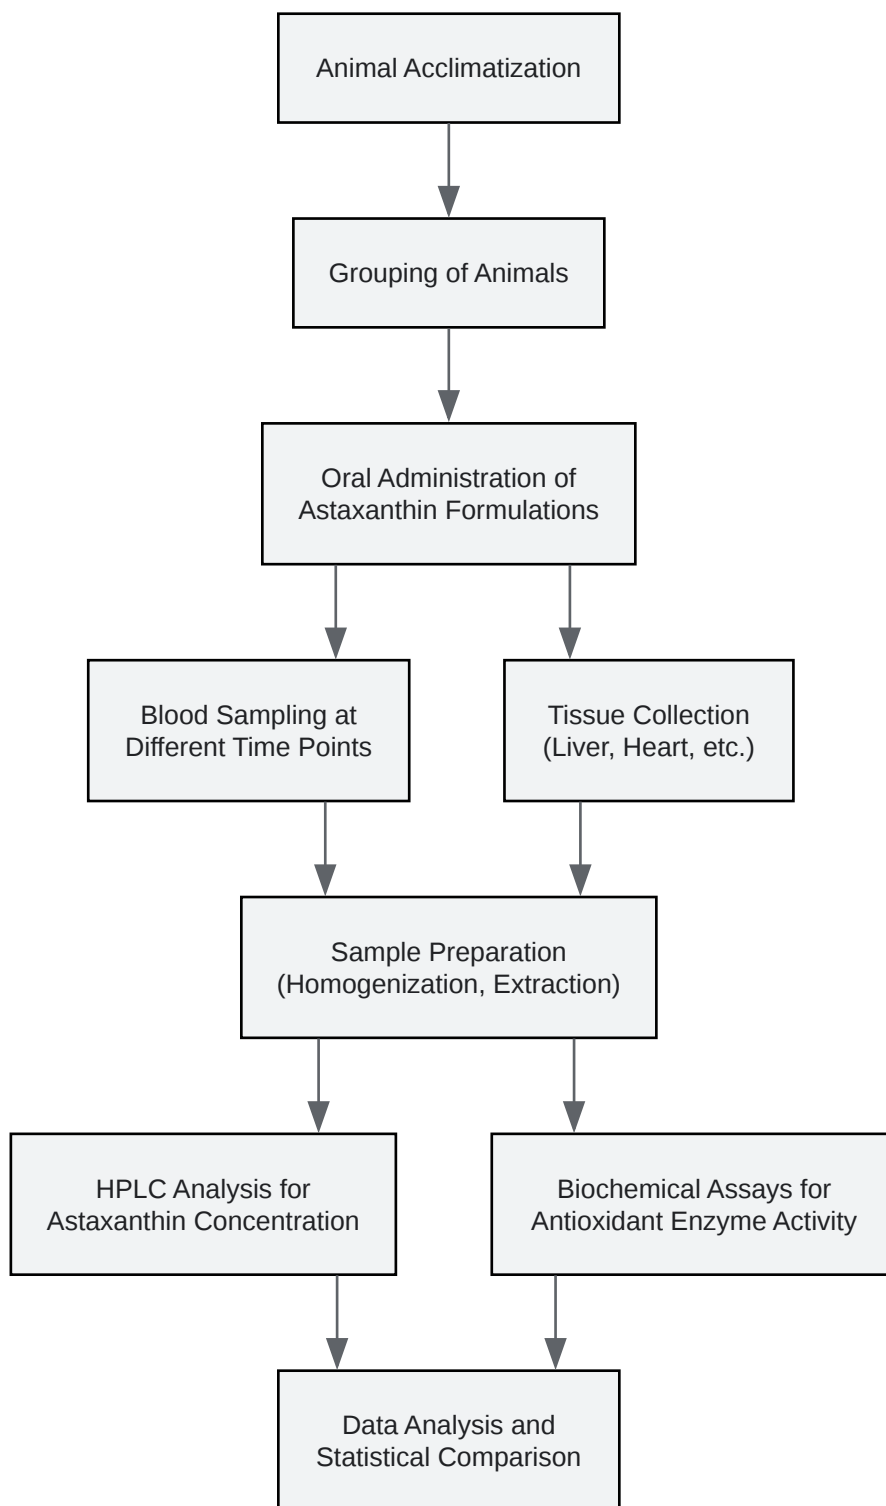 Animal Acclimatization
Grouping of Animals
Oral Administration of
Astaxanthin Formulations
Blood Sampling at
Different Time Points
Tissue Collection
(Liver, Heart, etc.)
Sample Preparation
(Homogenization, Extraction)
HPLC Analysis for
Astaxanthin Concentration
Biochemical Assays for
Antioxidant Enzyme Activity
Data Analysis and
Statistical Comparison